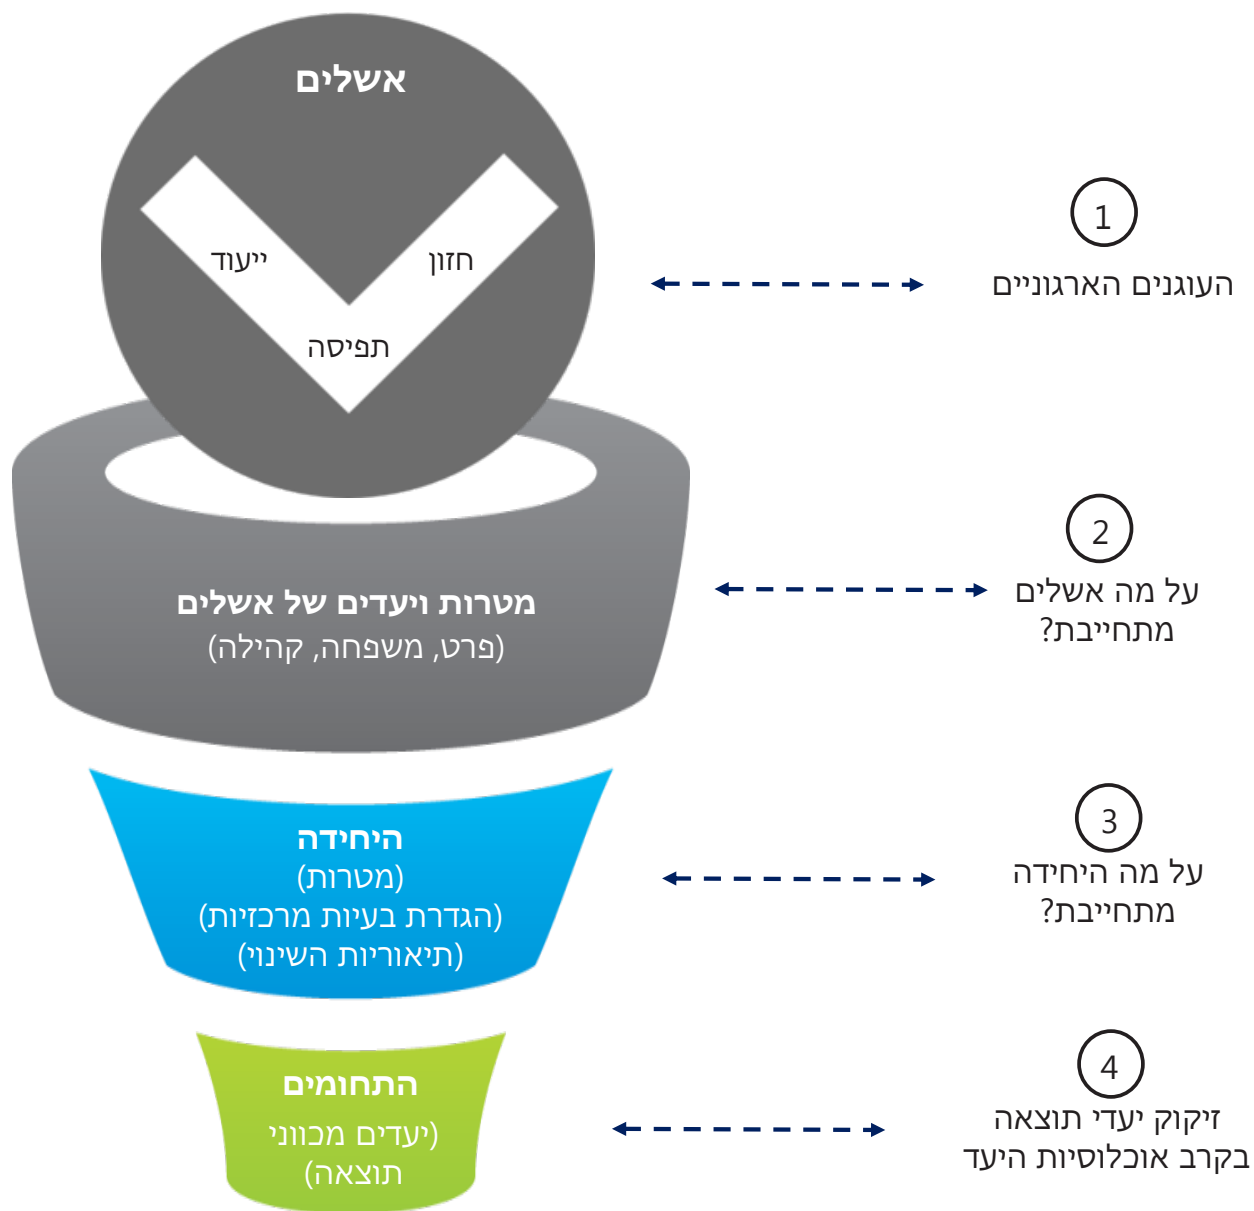 אשלים
חזון
ייעוד
תפיסה
1
העוגנים הארגוניים
מטרות ויעדים של אשלים
(פרט, משפחה, קהילה)
2
על מה אשלים
מתחייבת?
היחידה
(מטרות)
(הגדרת בעיות מרכזיות)
(תיאוריות השינוי)
3
על מה היחידה
מתחייבת?
התחומים
(יעדים מכווני
תוצאה)
4
זיקוק יעדי תוצאה
בקרב אוכלוסיות היעד